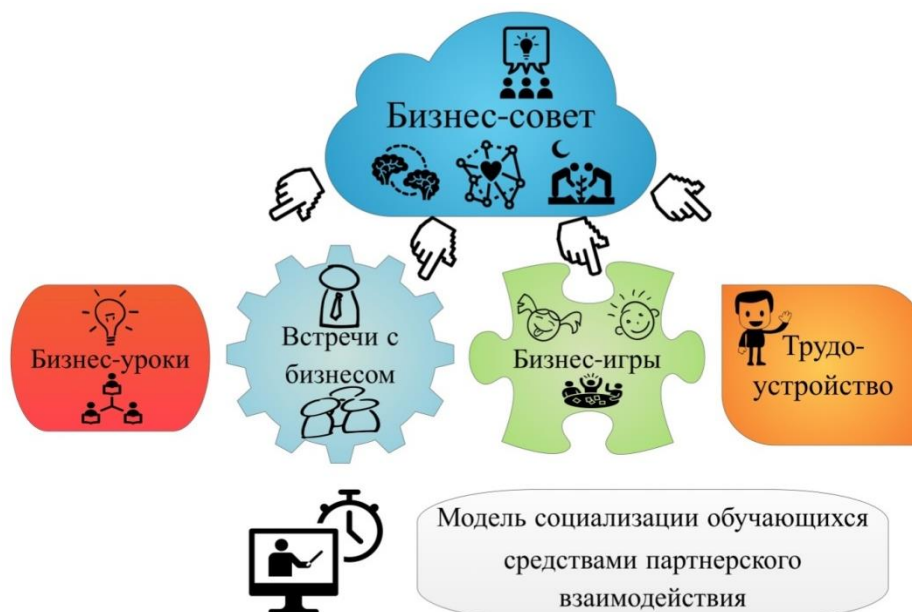 Бизнес-совет
Бизнес-уроки
Встречи с
бизнесом
Бизнес-игры
Трудо-
устройство
Модель социализации обучающихся
средствами партнерского
взаимодействия